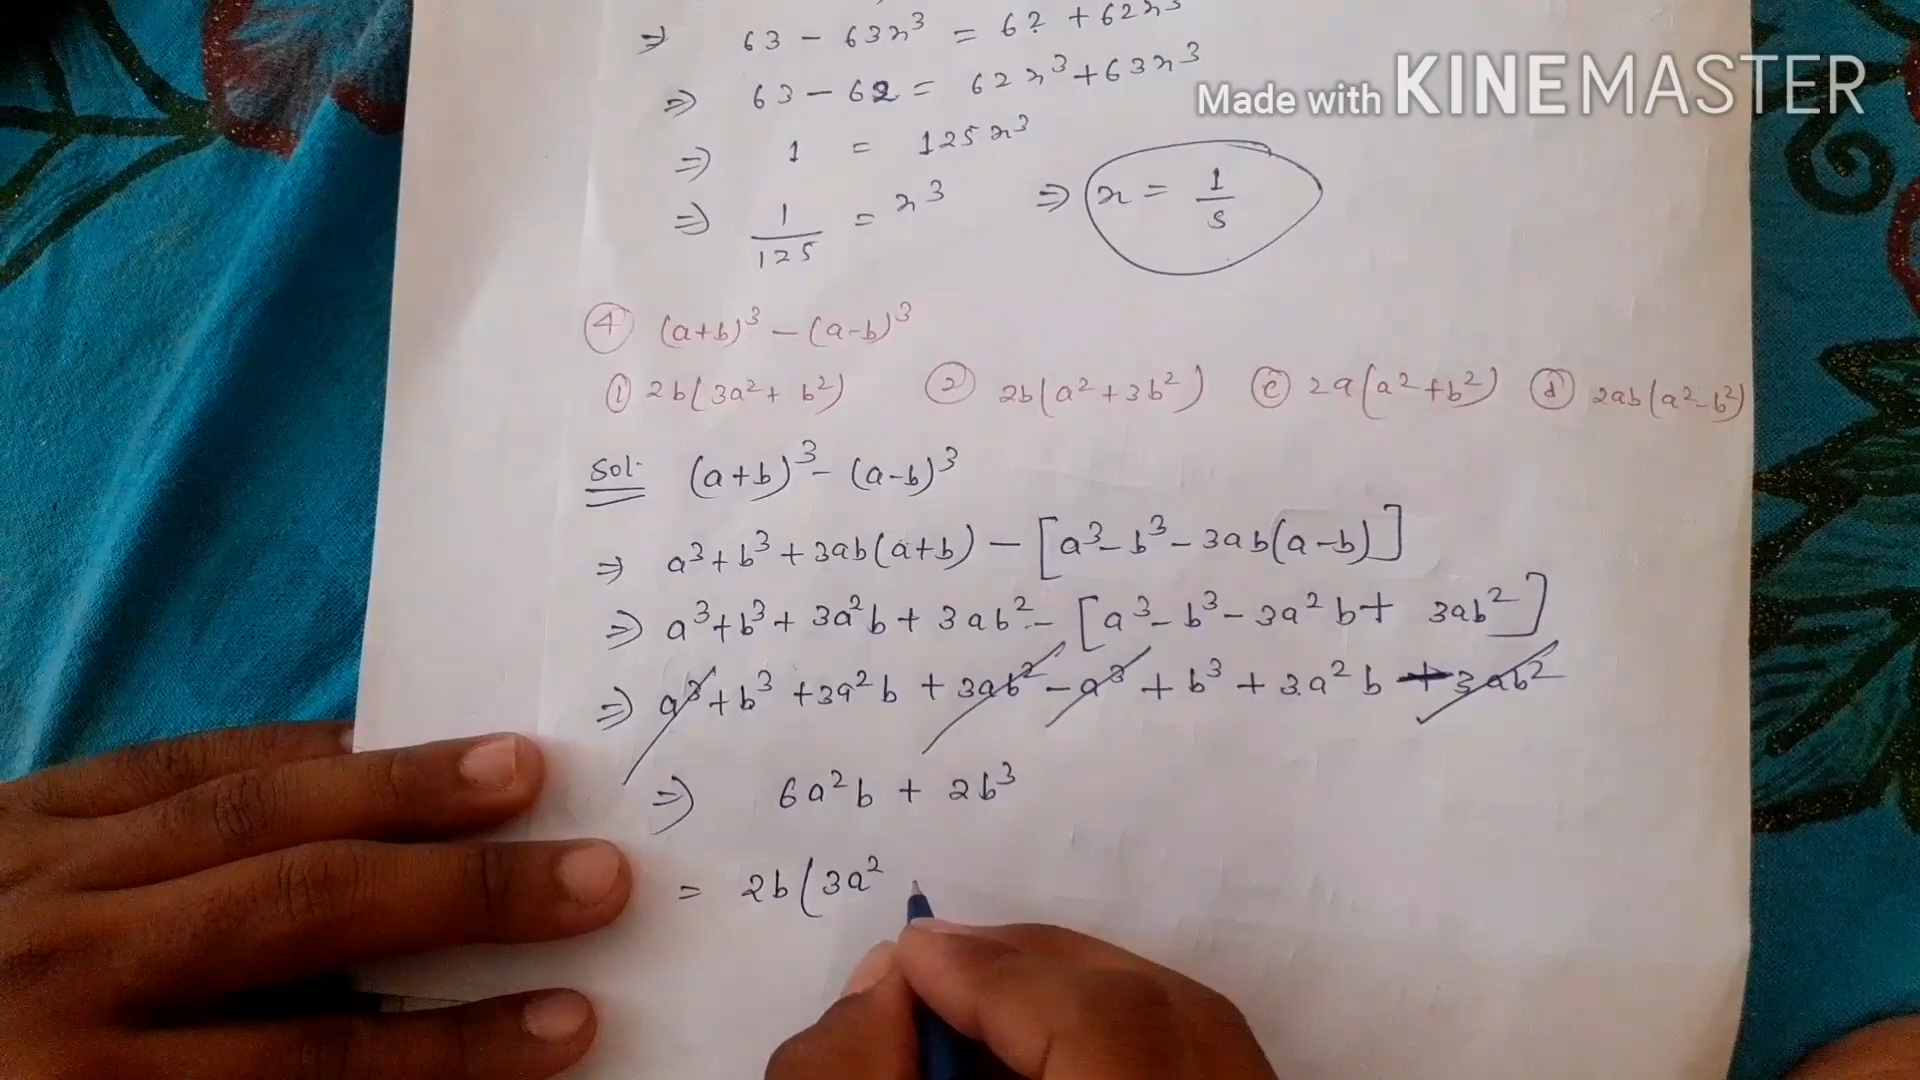 ⇒ 63 - 63x³ = 62 + 62x³
⇒ 63 - 62 = 62x³ + 63x³
Made with KINEMASTER
⇒ 1 = 125x³
⇒ 1/125 = x³ ⇒ x = 1/5
④ (a+b)³ - (a-b)³
① 2b(3a² + b²) ② 2b(a² + 3b²) ⓒ 2a(a² + b²) ⓓ 2ab(a² - b²)
Sol. (a+b)³ - (a-b)³
⇒ a³ + b³ + 3ab(a+b) - [a³ - b³ - 3ab(a-b)]
⇒ a³ + b³ + 3a²b + 3ab² - [a³ - b³ - 3a²b + 3ab²]
⇒ a³ + b³ + 3a²b + 3ab² - a³ + b³ + 3a²b - 3ab²
⇒ 6a²b + 2b³
= 2b(3a²